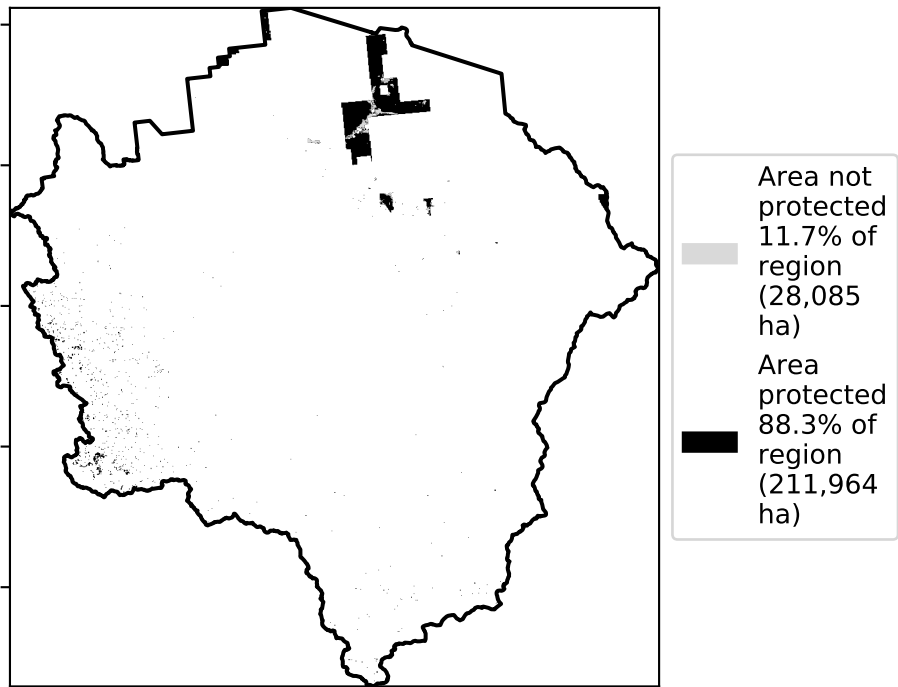 Area not
protected
11.7% of
region
(28,085
ha)
Area
protected
88.3% of
region
(211,964
ha)